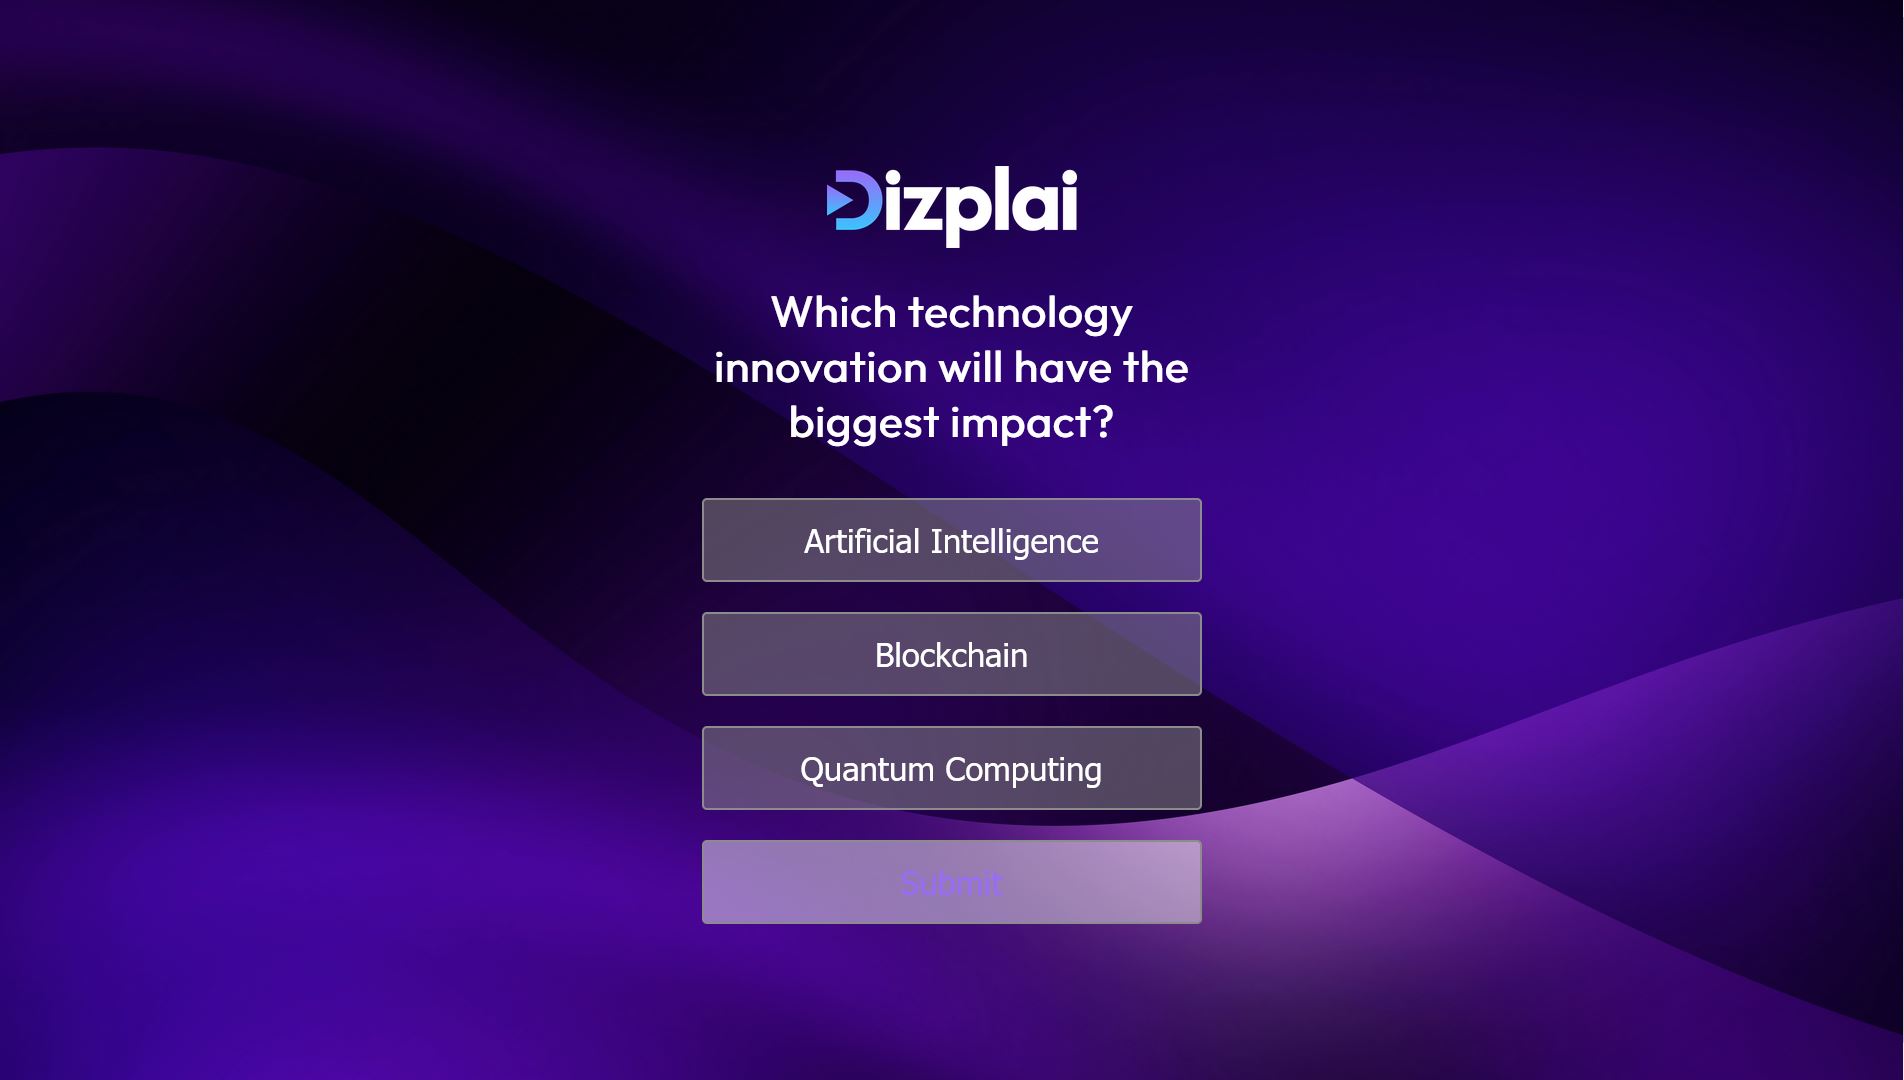 Dizplai
Which technology
innovation will have the
biggest impact?
Artificial Intelligence
Blockchain
Quantum Computing
Submit